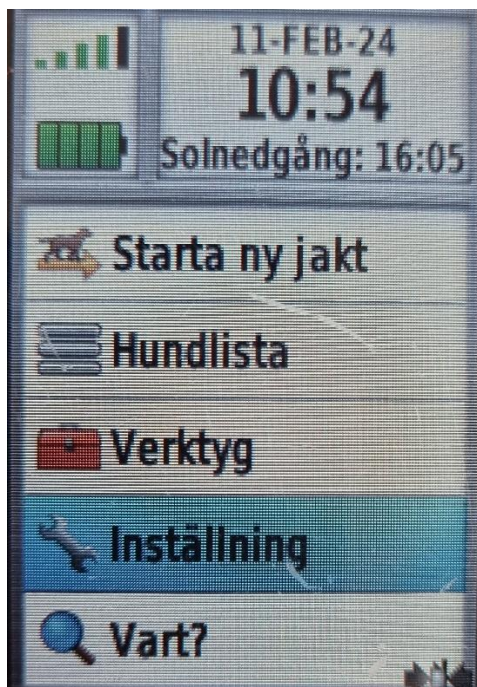 11-FEB-24
10:54
Solnedgång: 16:05
Starta ny jakt
Hundlista
Verktyg
Inställning
Vart?